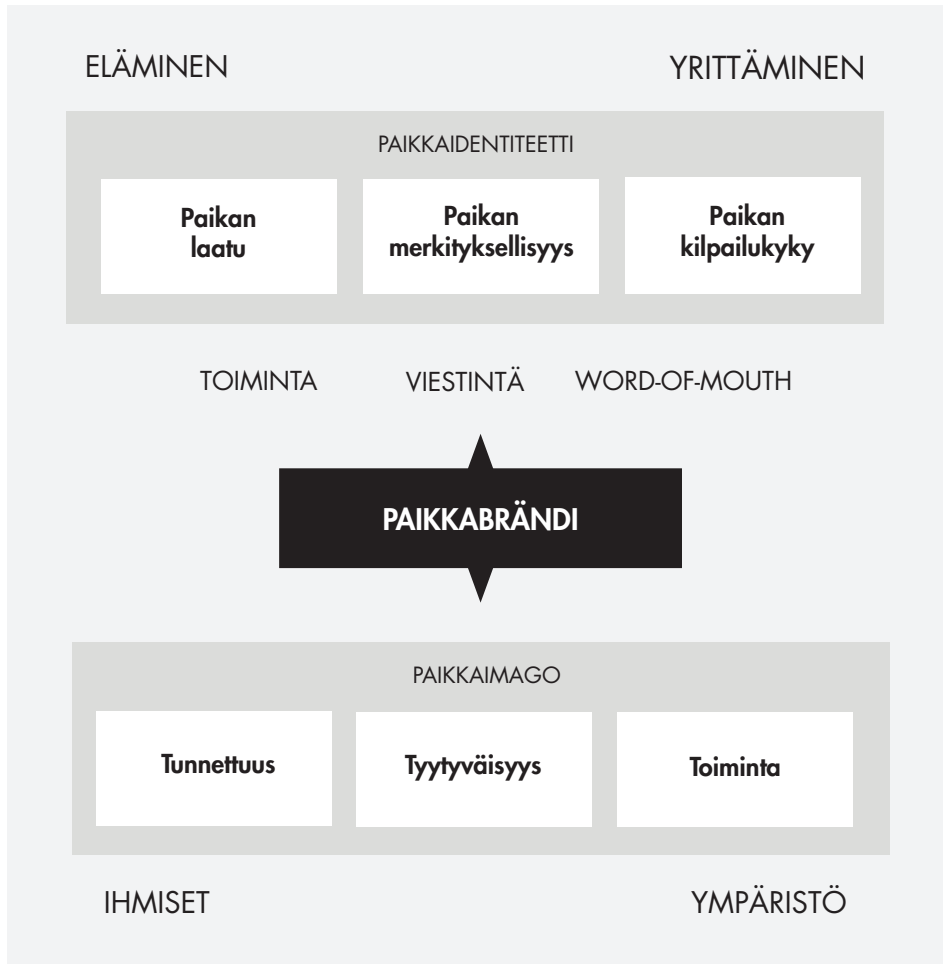 ELÄMINEN
YRITTÄMINEN
PAIKKAIDENTITEETTI
Paikan
laatu
Paikan
merkityksellisyys
Paikan
kilpailukyky
TOIMINTA
VIESTINTÄ
WORD-OF-MOUTH
PAIKKABRÄNDI
PAIKKAIMAGO
Tunnettuus
Tyytyväisyys
Toiminta
IHMISET
YMPÄRISTÖ